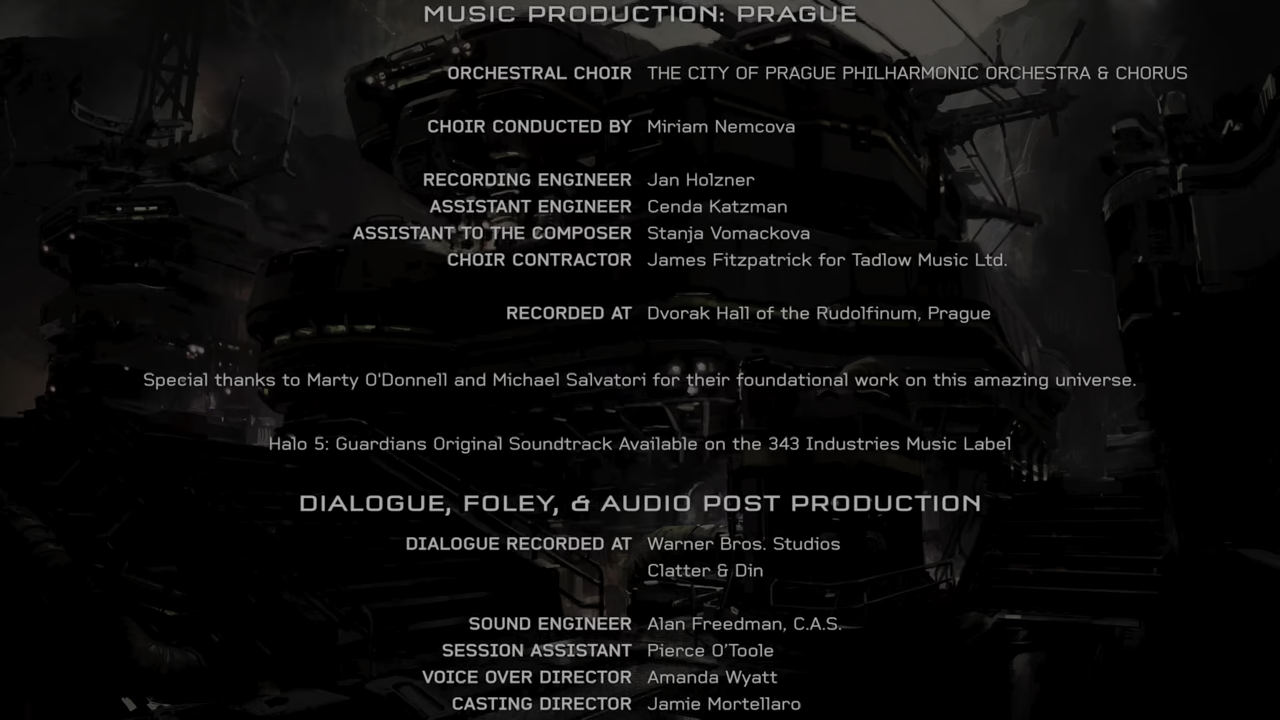 MUSIC PRODUCTION: PRAGUE
ORCHESTRAL CHOIR THE CITY OF PRAGUE PHILHARMONIC ORCHESTRA & CHORUS
CHOIR CONDUCTED BY Miriam Nemcova
RECORDING ENGINEER Jan Holzner
ASSISTANT ENGINEER Cenda Katzman
ASSISTANT TO THE COMPOSER Stanja Vomackova
CHOIR CONTRACTOR James Fitzpatrick for Tadlow Music Ltd.
RECORDED AT Dvorak Hall of the Rudolfinum, Prague
Special thanks to Marty O'Donnell and Michael Salvatori for their foundational work on this amazing universe.
Halo 5: Guardians Original Soundtrack Available on the 343 Industries Music Label
DIALOGUE, FOLEY, & AUDIO POST PRODUCTION
DIALOGUE RECORDED AT Warner Bros. Studios
Clatter & Din
SOUND ENGINEER Alan Freedman, C.A.S.
SESSION ASSISTANT Pierce O'Toole
VOICE OVER DIRECTOR Amanda Wyatt
CASTING DIRECTOR Jamie Mortellaro